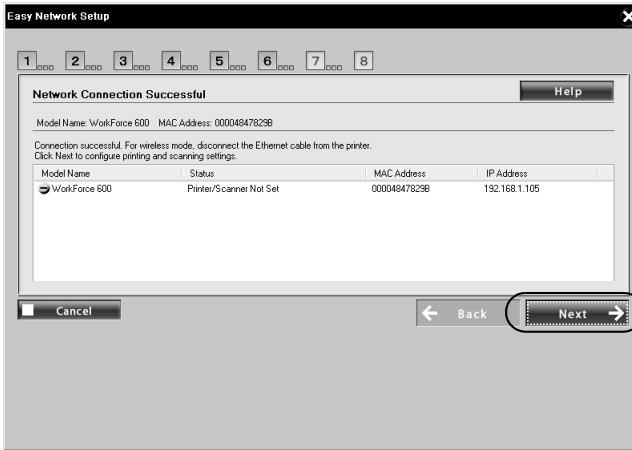 Easy Network Setup
1 2 3 4 5 6 7 8
Network Connection Successful
Help
Model Name: WorkForce 600 MAC Address: 00004847829B
Connection successful. For wireless mode, disconnect the Ethernet cable from the printer.
Click Next to configure printing and scanning settings.
Model Name Status MAC Address IP Address
WorkForce 600 Printer/Scanner Not Set 00004847829B 192.168.1.105
Cancel Back Next